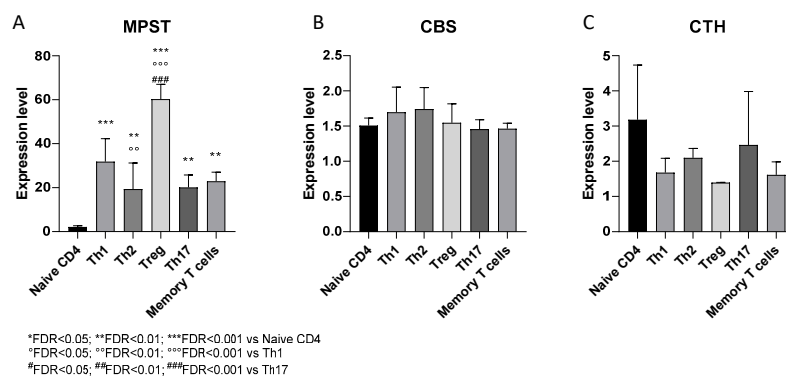 A
MPST
Expression level
80
60
40
20
0
***
**
°°
***
°°°
###
**
**
Naive CD4
Th1
Th2
Treg
Th17
Memory T cells
B
CBS
Expression level
2.5
2.0
1.5
1.0
0.5
0.0
Naive CD4
Th1
Th2
Treg
Th17
Memory T cells
C
CTH
Expression level
5
4
3
2
1
0
Naive CD4
Th1
Th2
Treg
Th17
Memory T cells
*FDR<0.05; **FDR<0.01; ***FDR<0.001 vs Naive CD4
°FDR<0.05; °°FDR<0.01; °°°FDR<0.001 vs Th1
#FDR<0.05; ##FDR<0.01; ###FDR<0.001 vs Th17